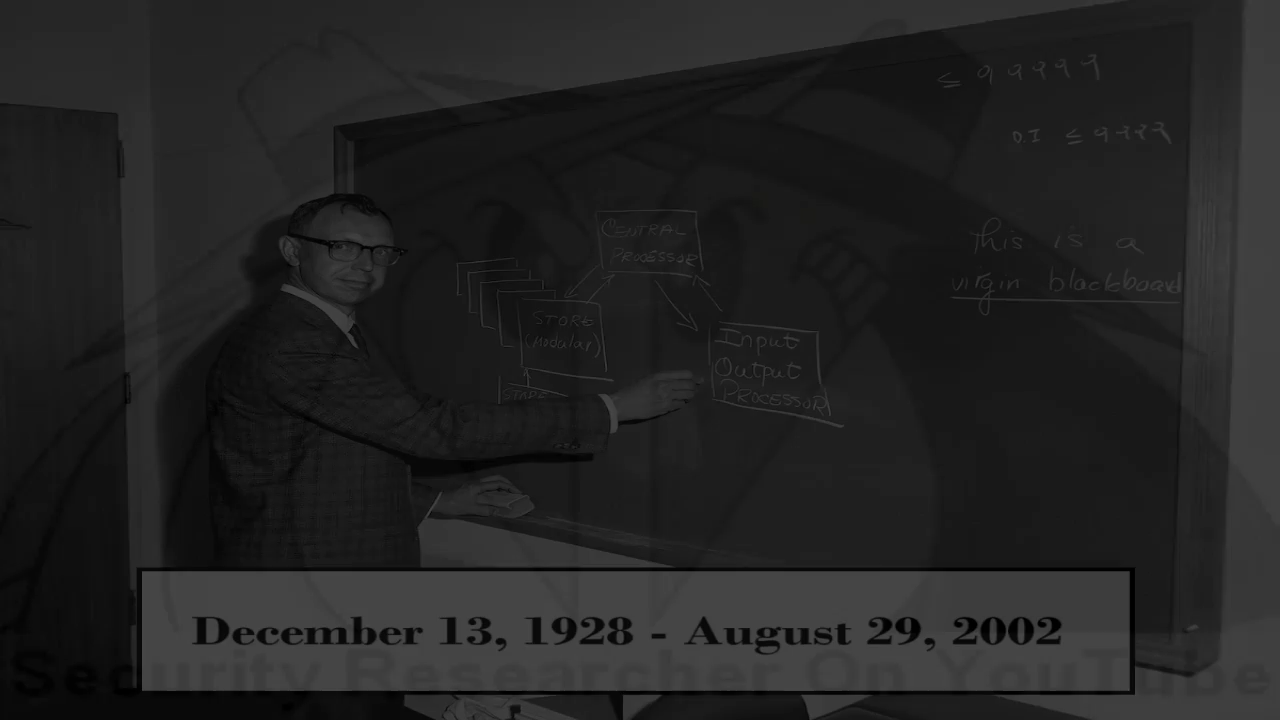 ≤ 99999
0.I ≤ 9999
this is a
virgin blackboard
CENTRAL
PROCESSOR
STORE
(Modular)
STORE
Input
Output
PROCESSOR
December 13, 1928 - August 29, 2002
Security Researcher On YouTube